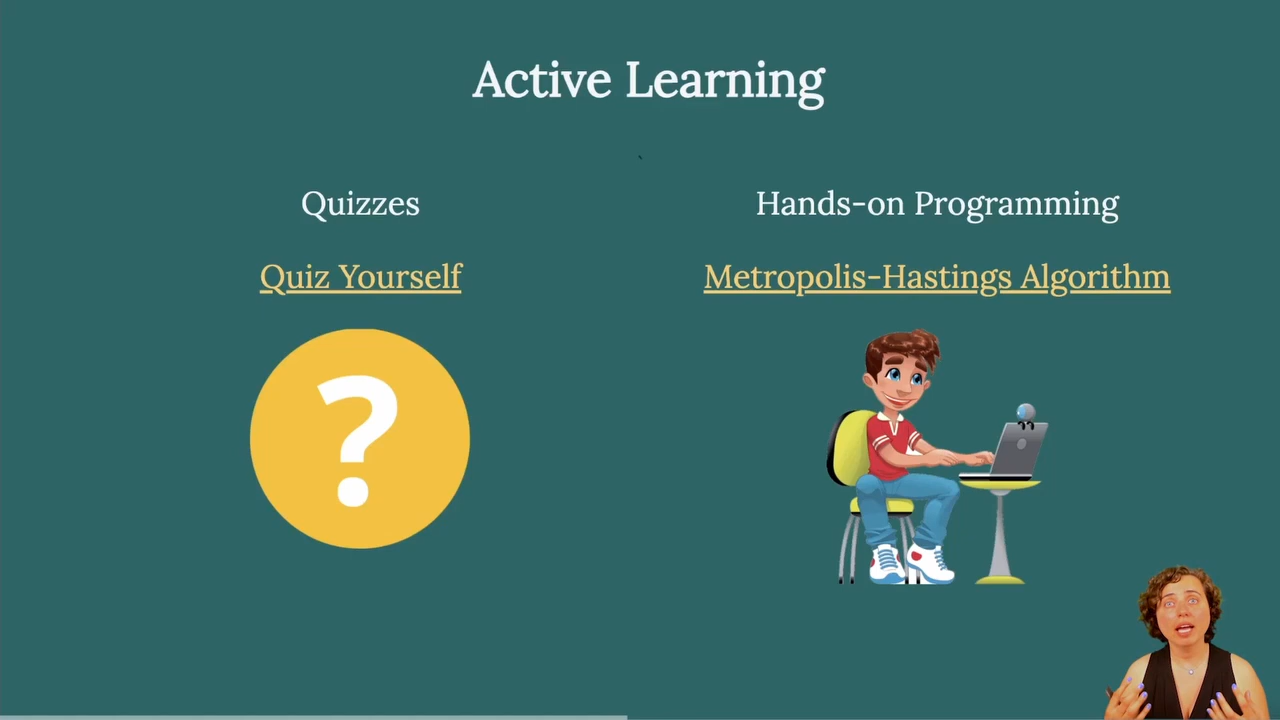 Active Learning
Quizzes
Quiz Yourself
?
Hands-on Programming
Metropolis-Hastings Algorithm